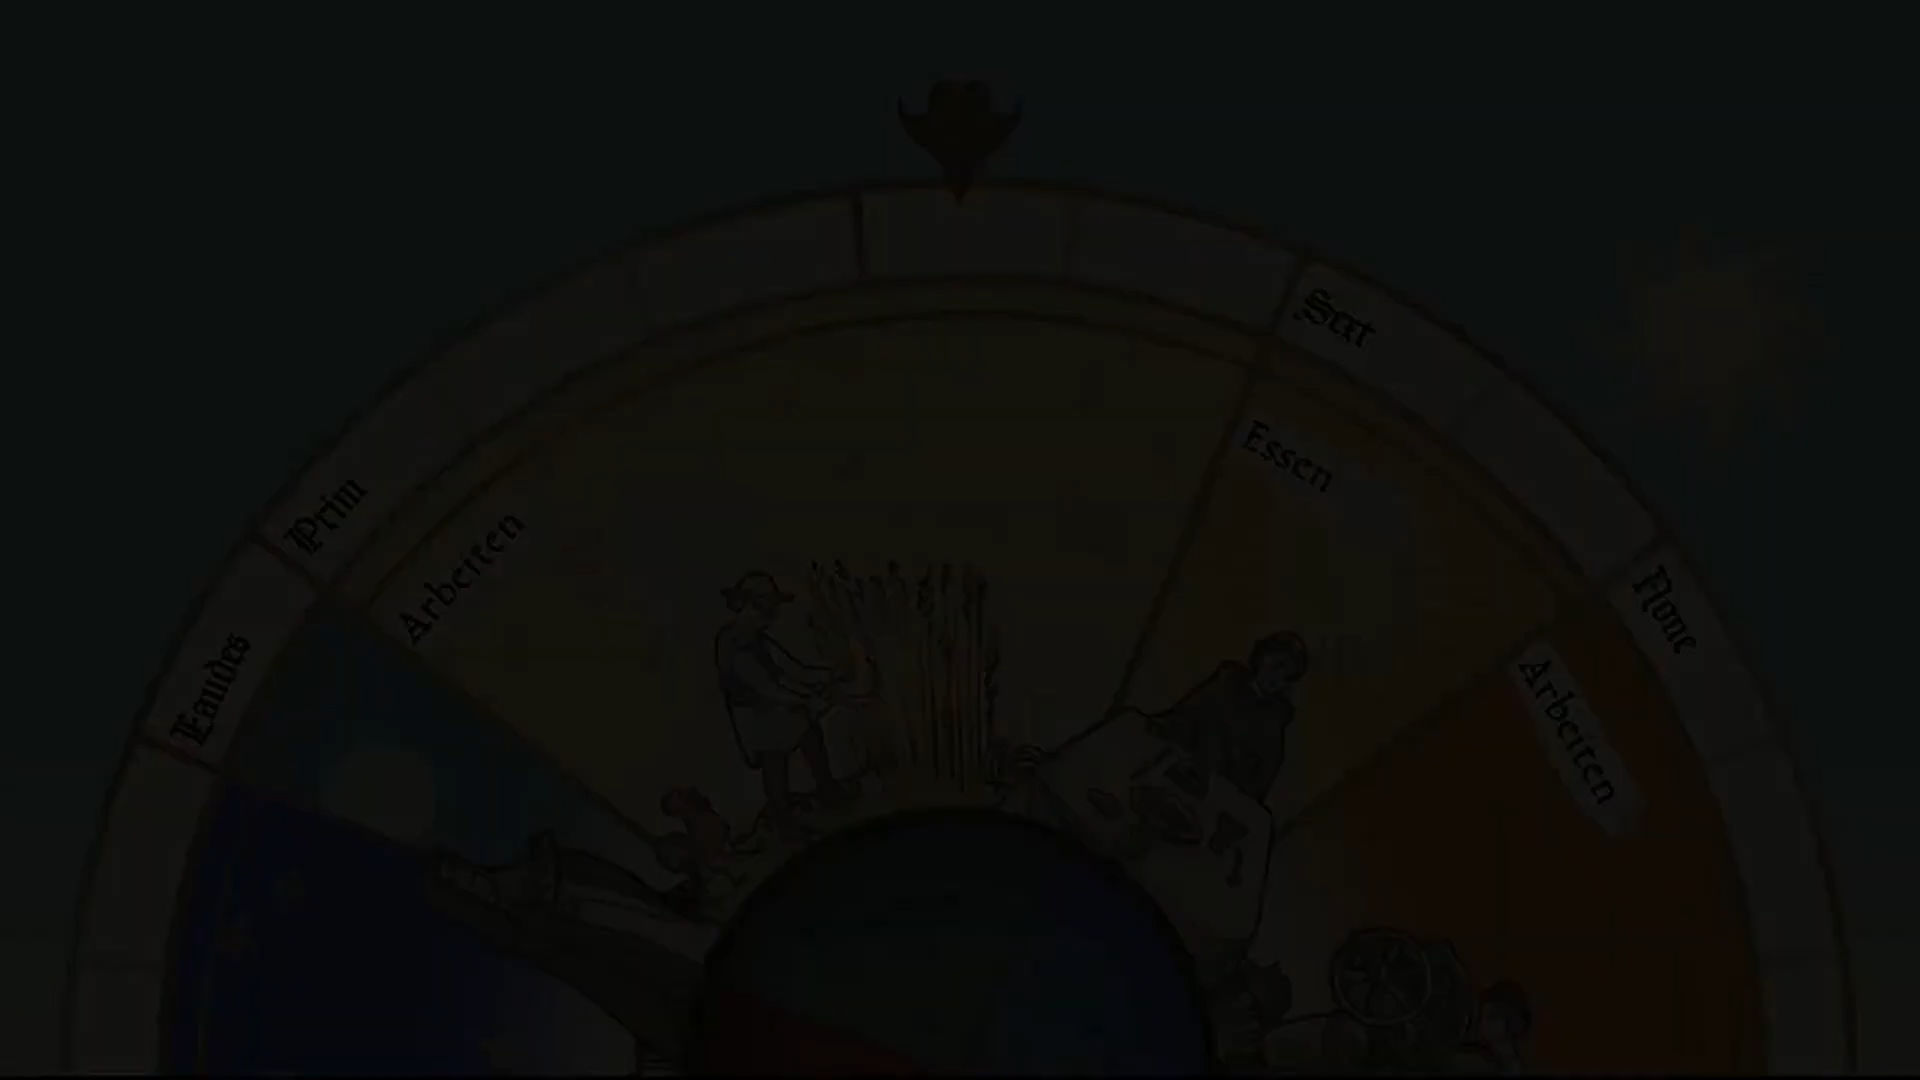 Laudes
Prim
Sext
None
Arbeiten
Essen
Arbeiten